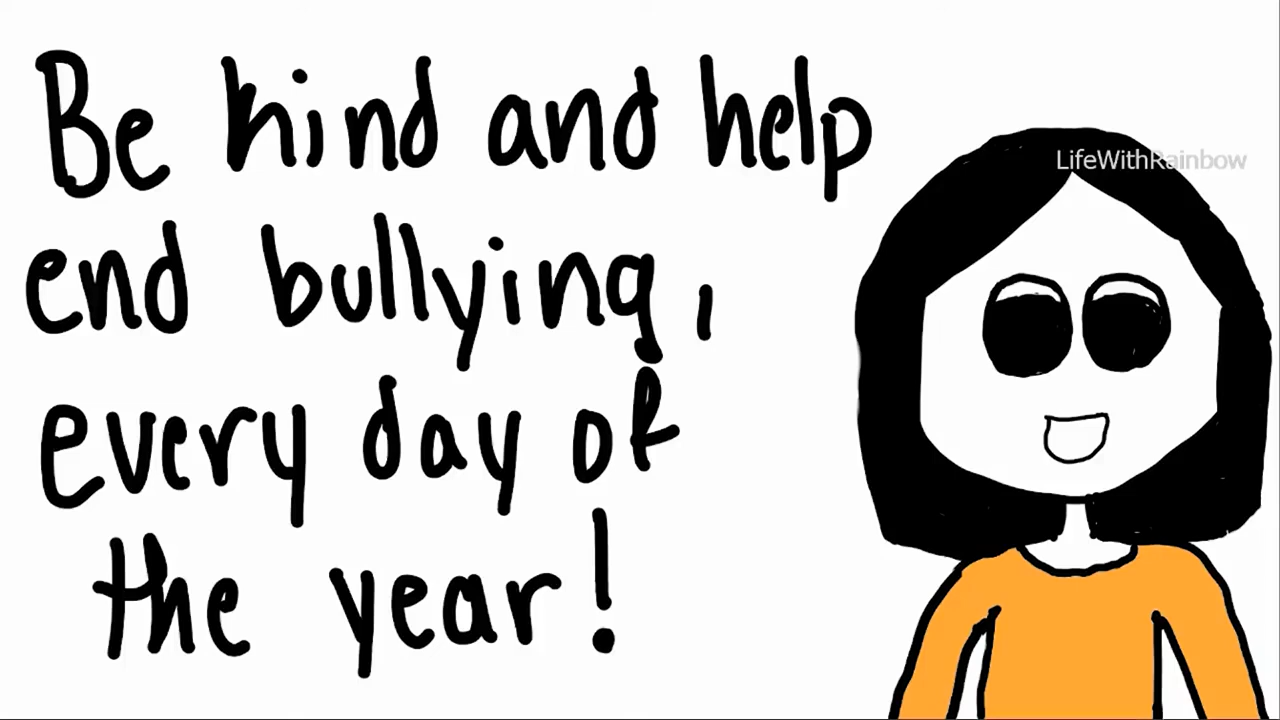 Be kind and help
end bullying,
every day of
the year!
LifeWithRainbow